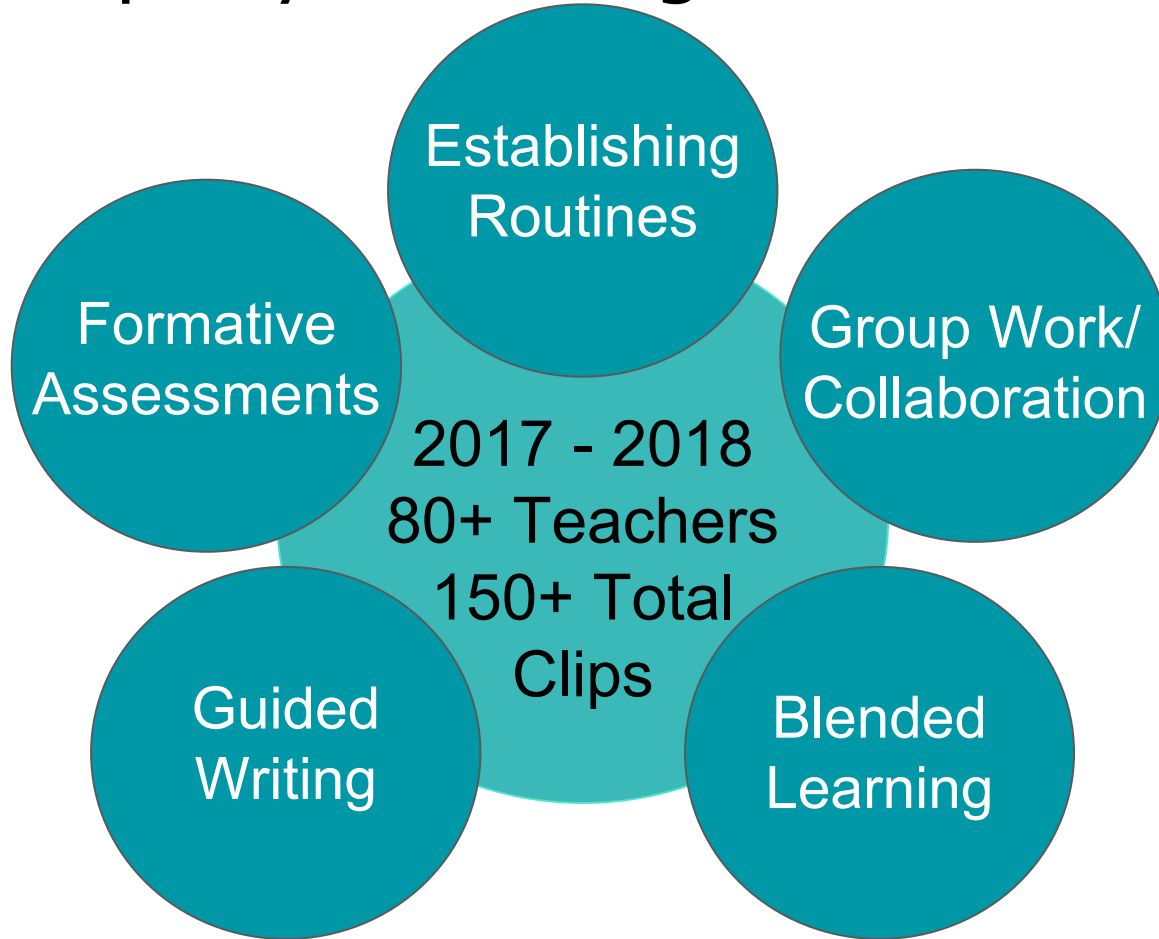 Establishing
Routines
Formative
Assessments
Group Work/
Collaboration
2017 - 2018
80+ Teachers
150+ Total
Clips
Guided
Writing
Blended
Learning